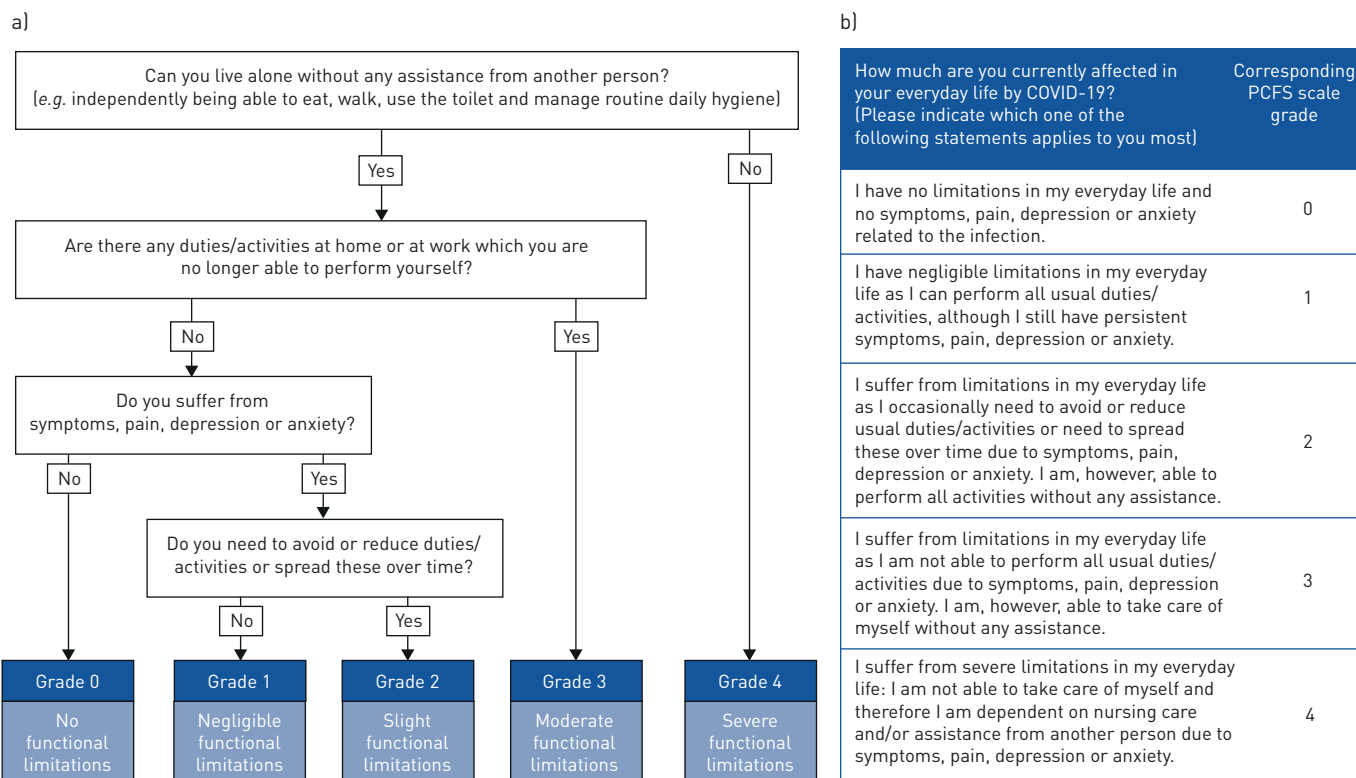 a)
Can you live alone without any assistance from another person?
(e.g. independently being able to eat, walk, use the toilet and manage routine daily hygiene)
Yes
No
Are there any duties/activities at home or at work which you are
no longer able to perform yourself?
No
Yes
Do you suffer from
symptoms, pain, depression or anxiety?
No
Yes
Do you need to avoid or reduce duties/
activities or spread these over time?
No
Yes
Grade 0
No
functional
limitations
Grade 1
Negligible
functional
limitations
Grade 2
Slight
functional
limitations
Grade 3
Moderate
functional
limitations
Grade 4
Severe
functional
limitations
b)
How much are you currently affected in
your everyday life by COVID-19?
(Please indicate which one of the
following statements applies to you most)
Corresponding
PCFS scale
grade
I have no limitations in my everyday life and
no symptoms, pain, depression or anxiety
related to the infection.
0
I have negligible limitations in my everyday
life as I can perform all usual duties/
activities, although I still have persistent
symptoms, pain, depression or anxiety.
1
I suffer from limitations in my everyday life
as I occasionally need to avoid or reduce
usual duties/activities or need to spread
these over time due to symptoms, pain,
depression or anxiety. I am, however, able to
perform all activities without any assistance.
2
I suffer from limitations in my everyday life
as I am not able to perform all usual duties/
activities due to symptoms, pain, depression
or anxiety. I am, however, able to take care of
myself without any assistance.
3
I suffer from severe limitations in my everyday
life: I am not able to take care of myself and
therefore I am dependent on nursing care
and/or assistance from another person due to
symptoms, pain, depression or anxiety.
4